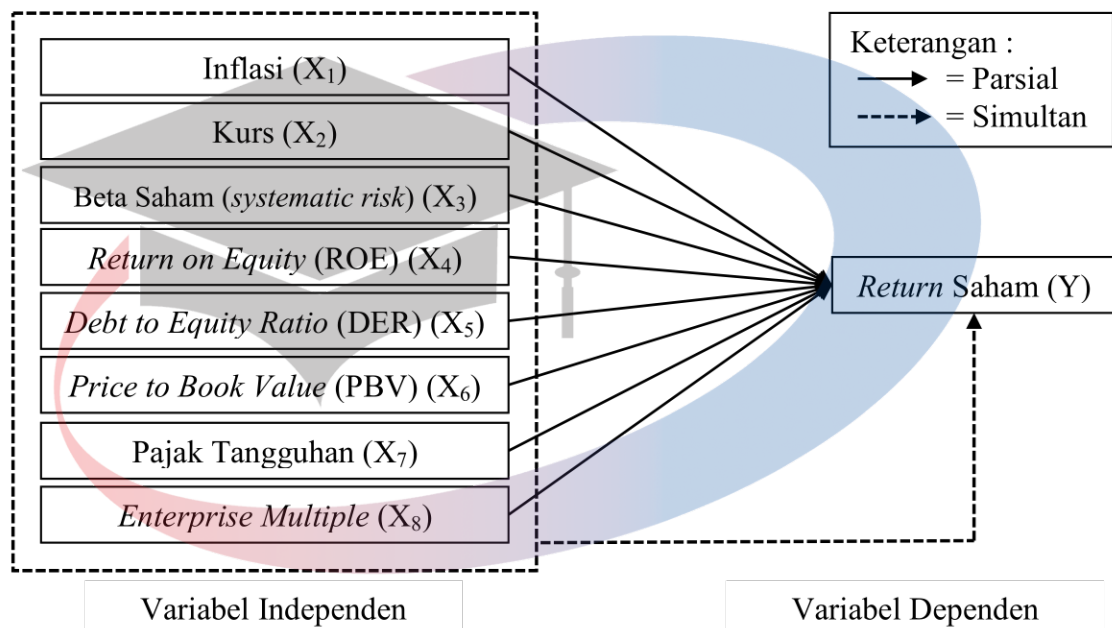 Inflasi (X₁)
Kurs (X₂)
Beta Saham (systematic risk) (X₃)
Return on Equity (ROE) (X₄)
Debt to Equity Ratio (DER) (X₅)
Price to Book Value (PBV) (X₆)
Pajak Tangguhan (X₇)
Enterprise Multiple (X₈)
Variabel Independen
Keterangan :
= Parsial
= Simultan
Return Saham (Y)
Variabel Dependen